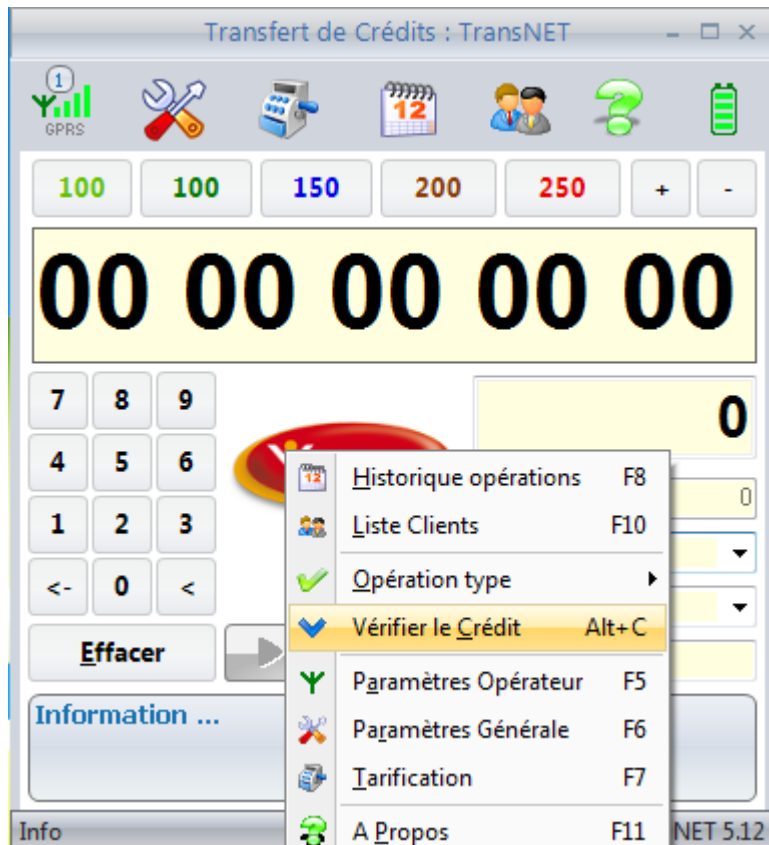 Transfert de Crédits : TransNET
1
GPRS
12
100 100 150 200 250 + -
00 00 00 00 00
7 8 9
0
4 5 6
12 Historique opérations F8
0
1 2 3
Liste Clients F10
Opération type
<- 0 <
Vérifier le Crédit Alt+C
Effacer
Paramètres Opérateur F5
Information ...
Paramètres Générale F6
Tarification F7
Info
A Propos F11
NET 5.12